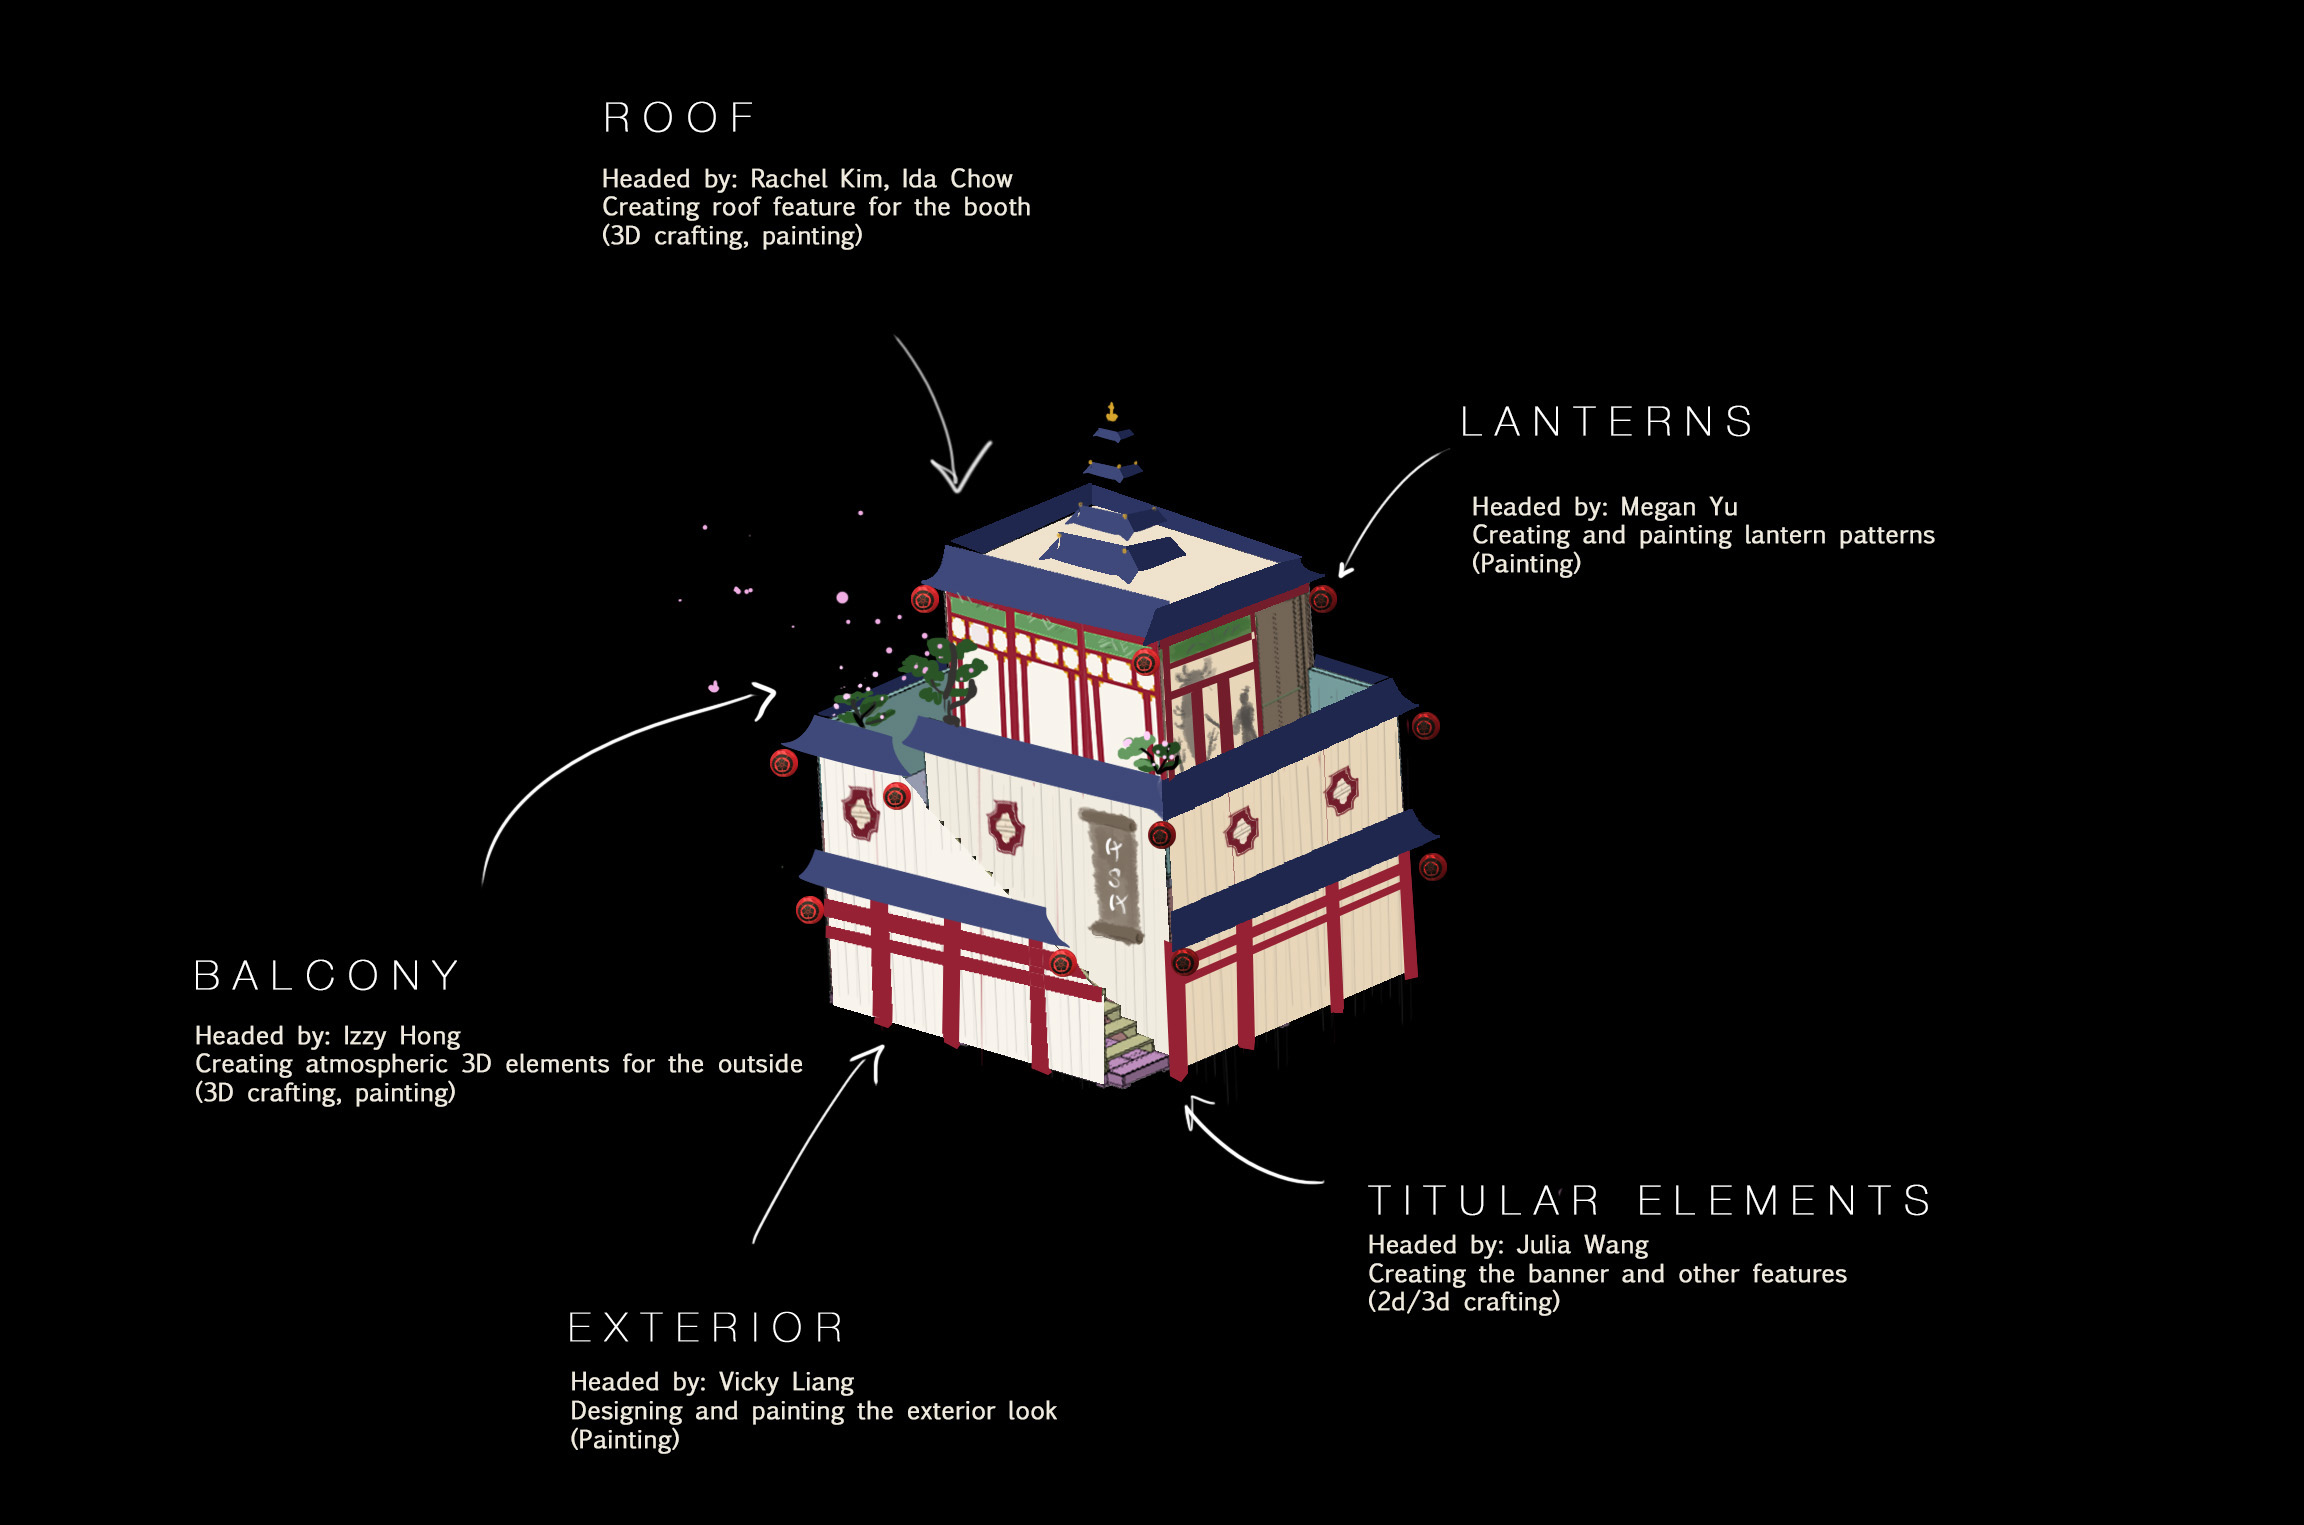 ROOF
Headed by: Rachel Kim, Ida Chow
Creating roof feature for the booth
(3D crafting, painting)
LANTERNS
Headed by: Megan Yu
Creating and painting lantern patterns
(Painting)
A
S
A
BALCONY
Headed by: Izzy Hong
Creating atmospheric 3D elements for the outside
(3D crafting, painting)
TITULAR ELEMENTS
Headed by: Julia Wang
Creating the banner and other features
(2d/3d crafting)
EXTERIOR
Headed by: Vicky Liang
Designing and painting the exterior look
(Painting)